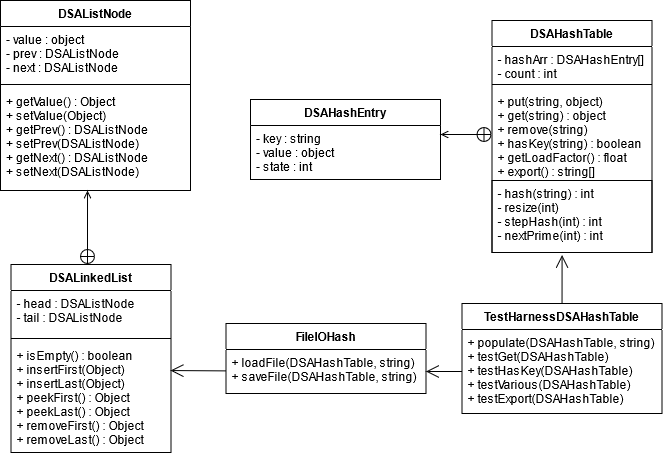 DSAListNode
- value : object
- prev : DSAListNode
- next : DSAListNode
+ getValue() : Object
+ setValue(Object)
+ getPrev() : DSAListNode
+ setPrev(DSAListNode)
+ getNext() : DSAListNode
+ setNext(DSAListNode)
DSAHashEntry
- key : string
- value : object
- state : int
DSAHashTable
- hashArr : DSAHashEntry[]
- count : int
+ put(string, object)
+ get(string) : object
+ remove(string)
+ hasKey(string) : boolean
+ getLoadFactor() : float
+ export() : string[]
- hash(string) : int
- resize(int)
- stepHash(int) : int
- nextPrime(int) : int
DSALinkedList
- head : DSAListNode
- tail : DSAListNode
+ isEmpty() : boolean
+ insertFirst(Object)
+ insertLast(Object)
+ peekFirst() : Object
+ peekLast() : Object
+ removeFirst() : Object
+ removeLast() : Object
FileIOHash
+ loadFile(DSAHashTable, string)
+ saveFile(DSAHashTable, string)
TestHarnessDSAHashTable
+ populate(DSAHashTable, string)
+ testGet(DSAHashTable)
+ testHasKey(DSAHashTable)
+ testVarious(DSAHashTable)
+ testExport(DSAHashTable)